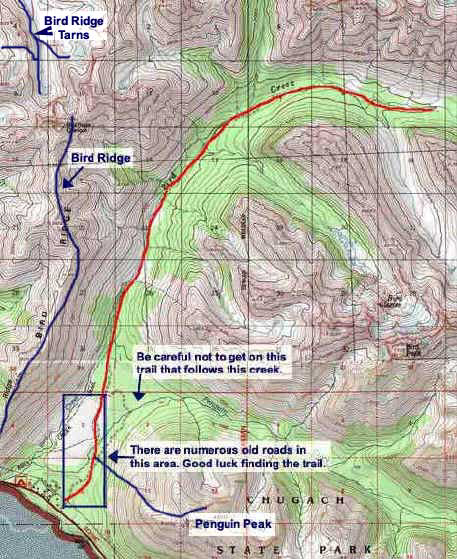 Bird Ridge
Tarns
Creek
Bird Ridge
Bird
RIDGE
BIRD
Be careful not to get on this
trail that follows this creek.
Penguin
There are numerous old roads in
this area. Good luck finding the trail.
CHUGACH
Penguin Peak
STATE PARK